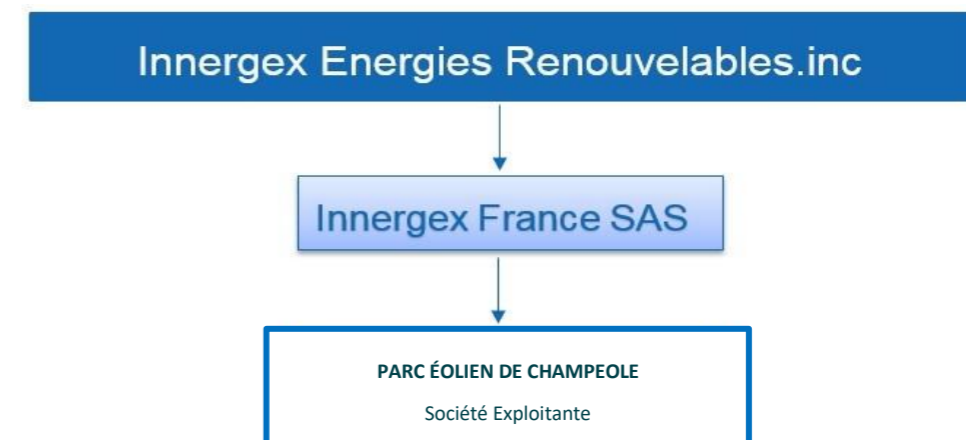 Innergex Energies Renouvelables.inc
Innergex France SAS
PARC ÉOLIEN DE CHAMPEOLE
Société Exploitante